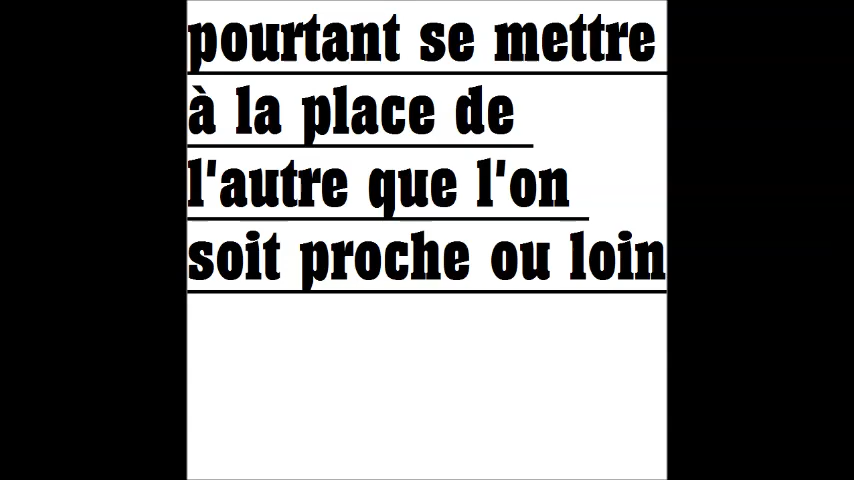 pourtant se mettre
à la place de
l'autre que l'on
soit proche ou loin